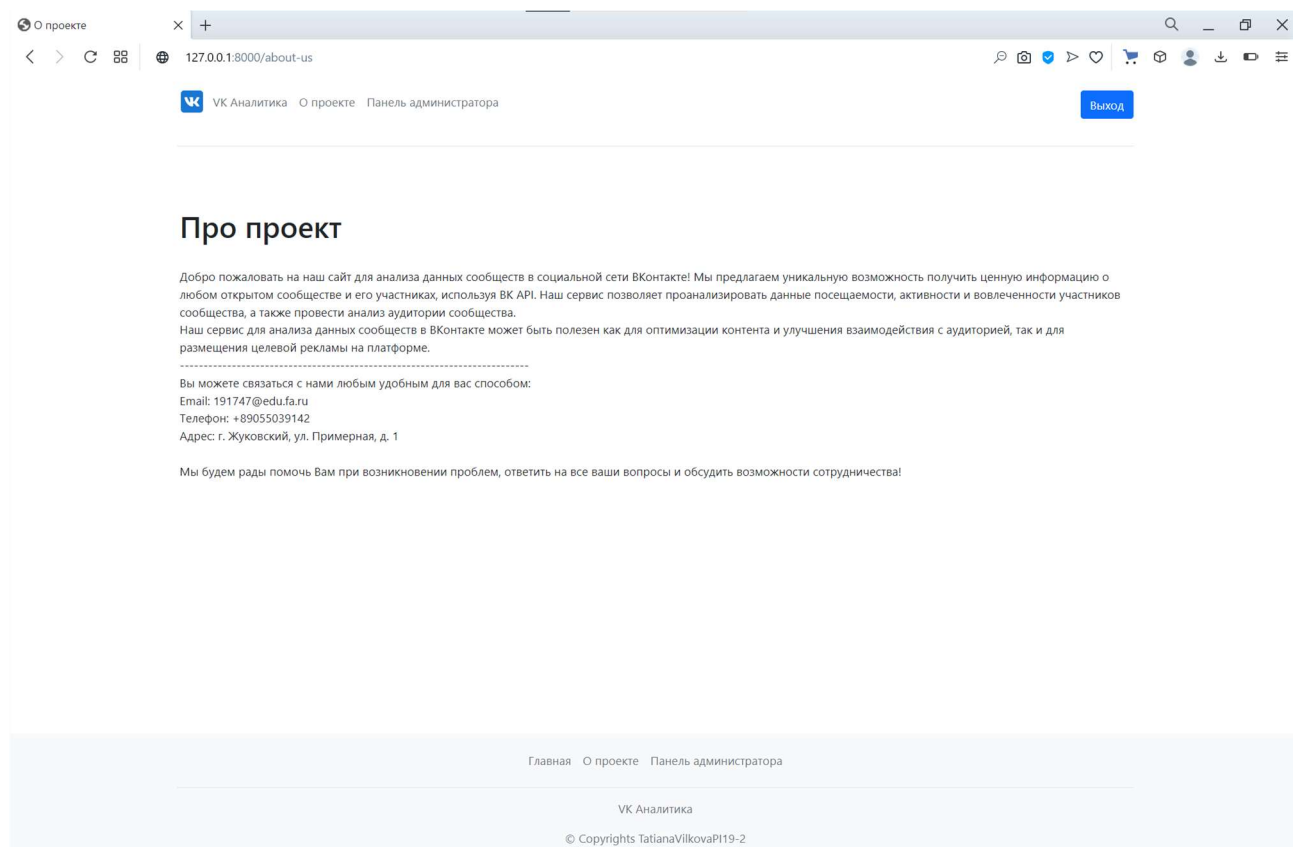 О проекте
127.0.0.1:8000/about-us
VK Аналитика О проекте Панель администратора
Выход
Про проект
Добро пожаловать на наш сайт для анализа данных сообществ в социальной сети ВКонтакте! Мы предлагаем уникальную возможность получить ценную информацию о
любом открытом сообществе и его участниках, используя ВК API. Наш сервис позволяет проанализировать данные посещаемости, активности и вовлеченности участников
сообщества, а также провести анализ аудитории сообщества.
Наш сервис для анализа данных сообществ в ВКонтакте может быть полезен как для оптимизации контента и улучшения взаимодействия с аудиторией, так и для
размещения целевой рекламы на платформе.
--------------------------------------------------------------------------
Вы можете связаться с нами любым удобным для вас способом:
Email: 191747@edu.fa.ru
Телефон: +89055039142
Адрес: г. Жуковский, ул. Примерная, д. 1
Мы будем рады помочь Вам при возникновении проблем, ответить на все ваши вопросы и обсудить возможности сотрудничества!
Главная О проекте Панель администратора
VK Аналитика
© Copyrights TatianaVilkovaPI19-2